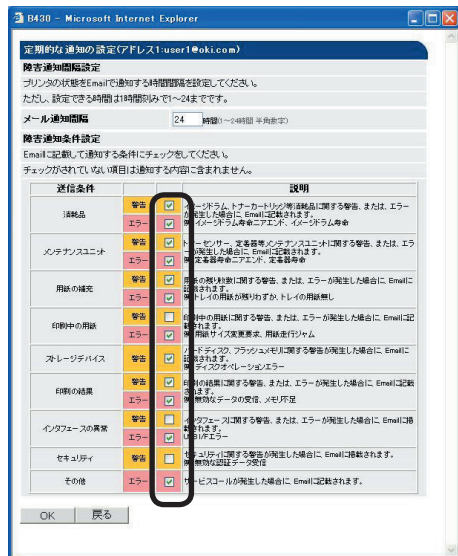 B430 - Microsoft Internet Explorer
定期的な通知の設定(アドレス1:user1@oki.com)
障害通知間隔設定
プリンタの状態をEmailで通知する時間間隔を設定してください。
ただし、設定できる時間は1時間刻みで1～24までです。
メール通知間隔 24 時間(1～24時間 半角数字)
障害通知条件設定
Emailに記載して通知する条件にチェックをしてください。
チェックがされていない項目は通知する内容に含まれません。
送信条件 説明
消耗品
警告
エラー
イメージドラム、トナーカートリッジ等消耗品に関する警告、または、エラー
が発生した場合に、Emailに記載されます。
イメージドラム寿命ニアエンド、イメージドラム寿命
メンテナンスユニット
警告
エラー
トナーセンサー、定着器等メンテナンスユニットに関する警告、または、エラ
ーが発生した場合に、Emailに記載されます。
定着器寿命ニアエンド、定着器寿命
用紙の補充
警告
エラー
用紙の残り枚数に関する警告、または、エラーが発生した場合に、Emailに
記載されます。
トレイの用紙が残りわずか、トレイの用紙無し
印刷中の用紙
警告
エラー
印刷中の用紙に関する警告、または、エラーが発生した場合に、Emailに記
載されます。
用紙サイズ変更要求、用紙走行ジャム
ストレージデバイス
警告
エラー
ハードディスク、フラッシュメモリに関する警告が発生した場合に、Emailに
記載されます。
ディスクオペレーションエラー
印刷の結果
警告
エラー
印刷の結果に関する警告、または、エラーが発生した場合に、Emailに記載
されます。
無効なデータの受信、メモリ不足
インタフェースの異常
警告
エラー
インタフェースに関する警告、または、エラーが発生した場合に、Emailに掲
載されます。
USB I/Fエラー
セキュリティ
警告
セキュリティに関する警告が発生した場合に、Emailに掲載されます。
無効な認証データ受信
その他
エラー
サービスコールが発生した場合に、Emailに記載されます。
OK 戻る